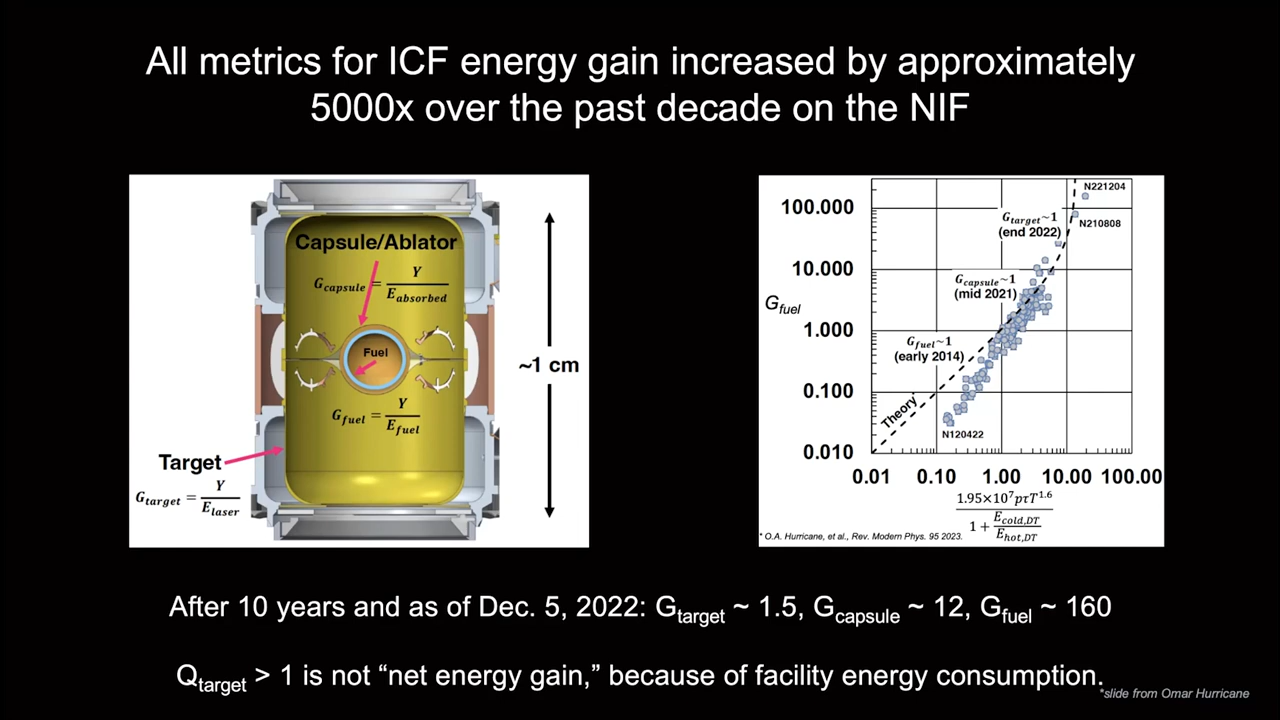 All metrics for ICF energy gain increased by approximately
5000x over the past decade on the NIF
Capsule/Ablator
G_capsule = Y / E_absorbed
Fuel
G_fuel = Y / E_fuel
Target
G_target = Y / E_laser
~1 cm
100.000
10.000
1.000
0.100
0.010
G_fuel
N221204
N210808
G_target~1
(end 2022)
G_capsule~1
(mid 2021)
G_fuel~1
(early 2014)
Theory
N120422
0.01 0.10 1.00 10.00 100.00
1.95×10⁷pτT^1.6
1 + E_cold,DT / E_hot,DT
* O.A. Hurricane, et al., Rev. Modern Phys. 95 2023.
After 10 years and as of Dec. 5, 2022: G_target ~ 1.5, G_capsule ~ 12, G_fuel ~ 160
Q_target > 1 is not “net energy gain,” because of facility energy consumption.
*slide from Omar Hurricane